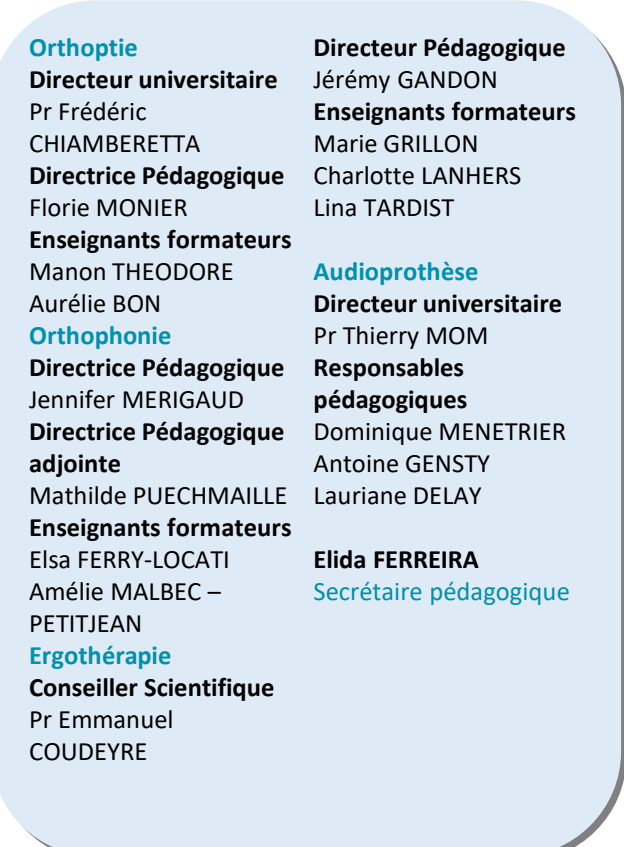 Orthoptie
Directeur universitaire
Pr Frédéric
CHIAMBERETTA
Directrice Pédagogique
Florie MONIER
Enseignants formateurs
Manon THEODORE
Aurélie BON
Orthophonie
Directrice Pédagogique
Jennifer MERIGAUD
Directrice Pédagogique
adjointe
Mathilde PUECHMAILLE
Enseignants formateurs
Elsa FERRY-LOCATI
Amélie MALBEC –
PETITJEAN
Ergothérapie
Conseiller Scientifique
Pr Emmanuel
COUDEYRE
Directeur Pédagogique
Jérémy GANDON
Enseignants formateurs
Marie GRILLON
Charlotte LANHERS
Lina TARDIST
Audioprothèse
Directeur universitaire
Pr Thierry MOM
Responsables
pédagogiques
Dominique MENETRIER
Antoine GENSTY
Lauriane DELAY
Elida FERREIRA
Secrétaire pédagogique